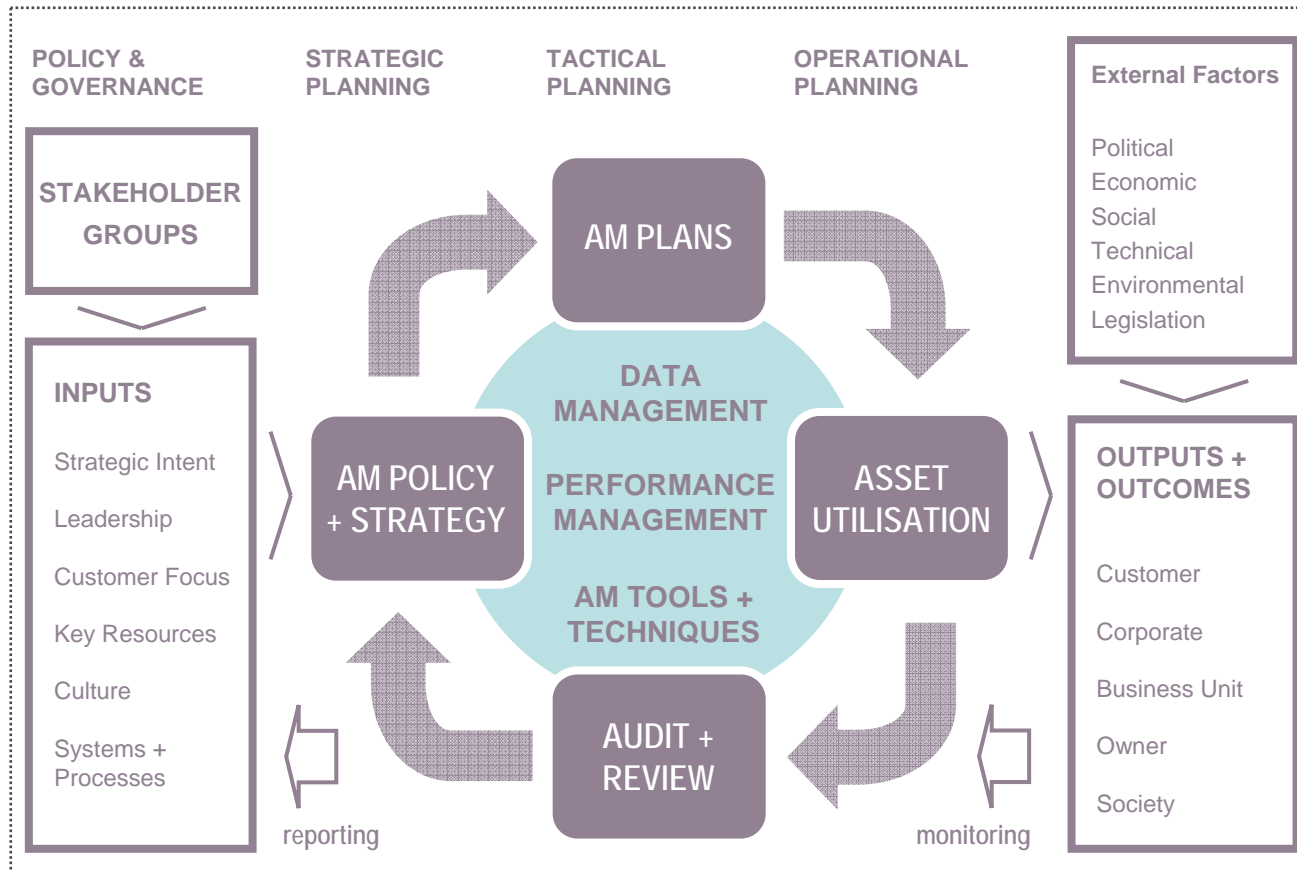 POLICY &
GOVERNANCE
STRATEGIC
PLANNING
TACTICAL
PLANNING
OPERATIONAL
PLANNING
External Factors
Political
Economic
Social
Technical
Environmental
Legislation
STAKEHOLDER
GROUPS
INPUTS
Strategic Intent
Leadership
Customer Focus
Key Resources
Culture
Systems +
Processes
AM PLANS
DATA
MANAGEMENT
AM POLICY
+ STRATEGY
PERFORMANCE
MANAGEMENT
ASSET
UTILISATION
AM TOOLS +
TECHNIQUES
AUDIT +
REVIEW
OUTPUTS +
OUTCOMES
Customer
Corporate
Business Unit
Owner
Society
reporting
monitoring